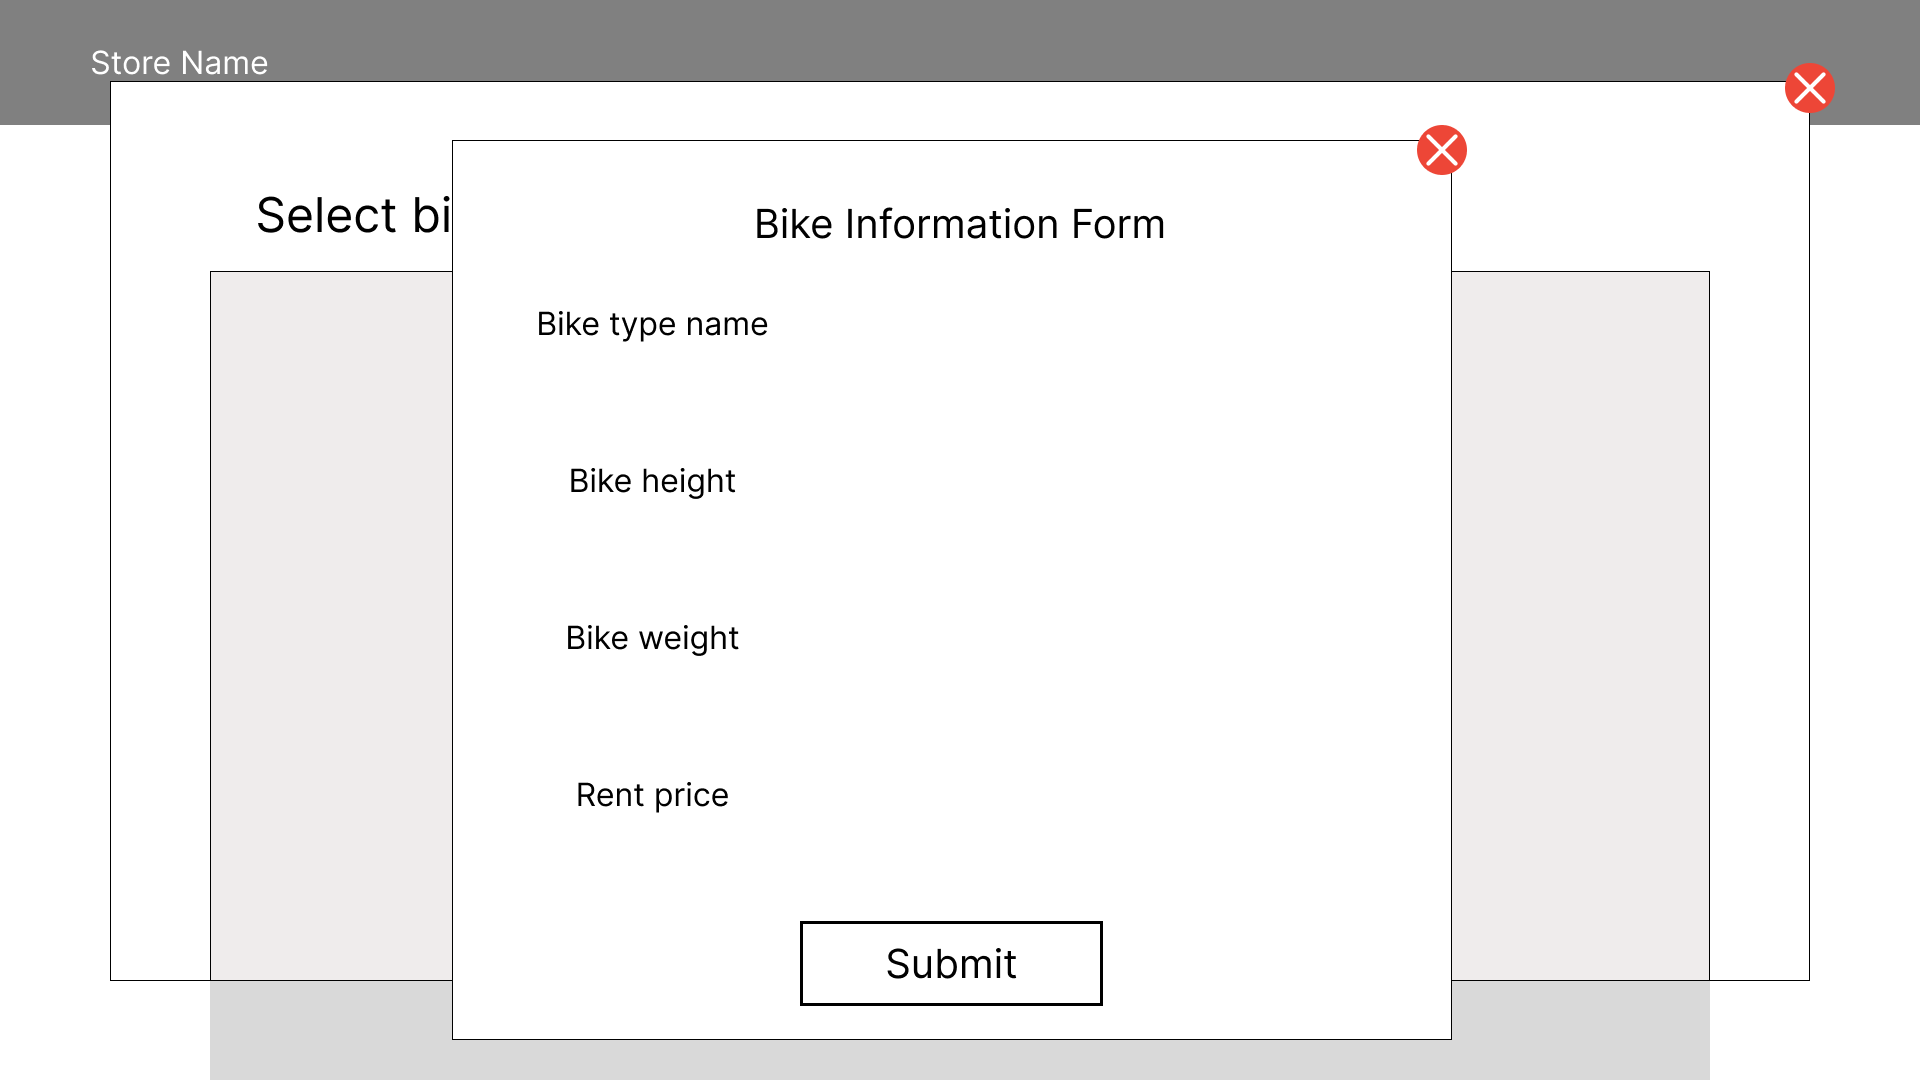 Store Name
Select bi
Bike Information Form
Bike type name
Bike height
Bike weight
Rent price
Submit